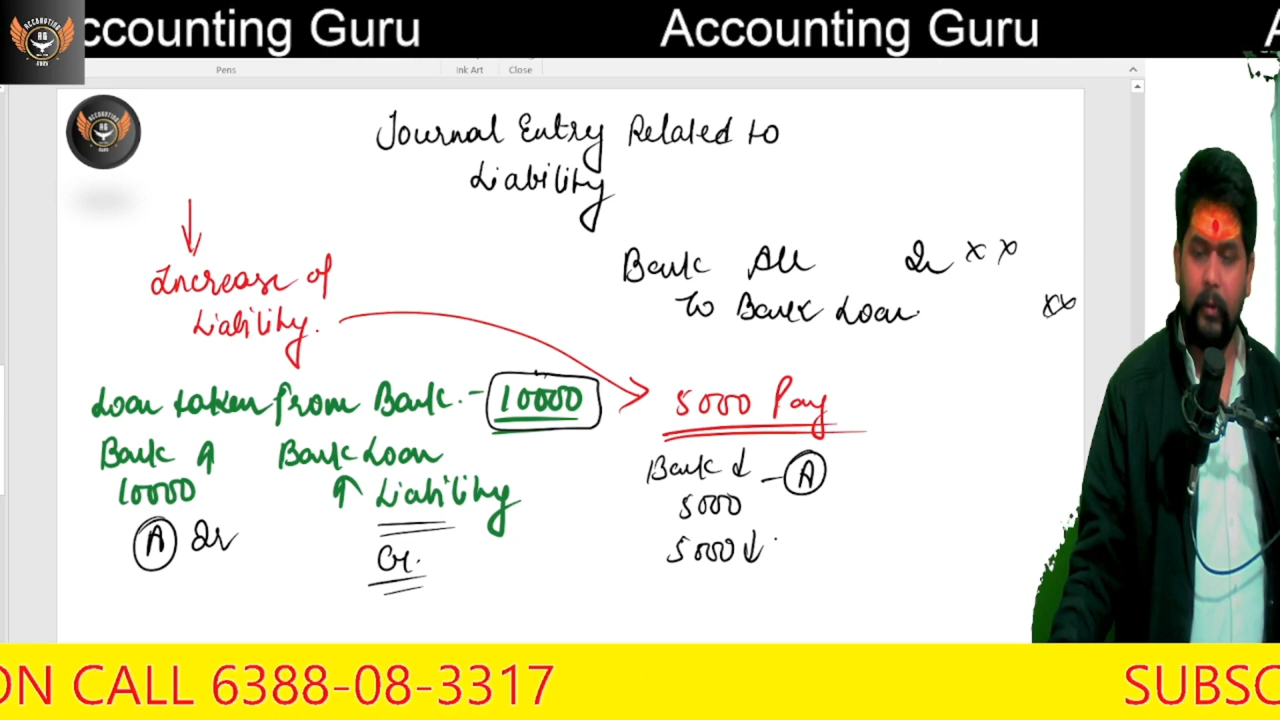 Accounting Guru
Accounting Guru
Pens
Ink Art
Close
Journal Entry Related to
Liability
Increase of
Liability.
Bank A/c Dr xx
To Bank Loan. xx
Loan taken from Bank. - 10000
5000 Pay
Bank ↑ Bank Loan
10000 ↑ Liability
A Dr
Cr.
Bank ↓ - A
5000
5000 ↓
ON CALL 6388-08-3317
SUBSC